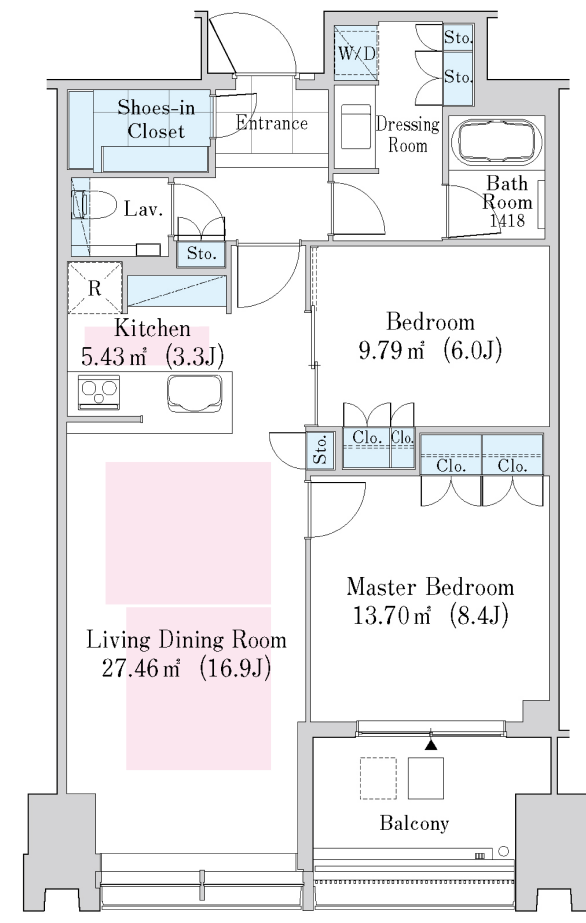 Sto.
W/D
Sto.
Shoes-in
Closet
Entrance
Dressing
Room
Lav.
Bath
Room
1418
Sto.
R
Kitchen
5.43㎡ (3.3J)
Bedroom
9.79㎡ (6.0J)
Sto.
Clo.
Clo.
Clo.
Clo.
Master Bedroom
13.70㎡ (8.4J)
Living Dining Room
27.46㎡ (16.9J)
Balcony